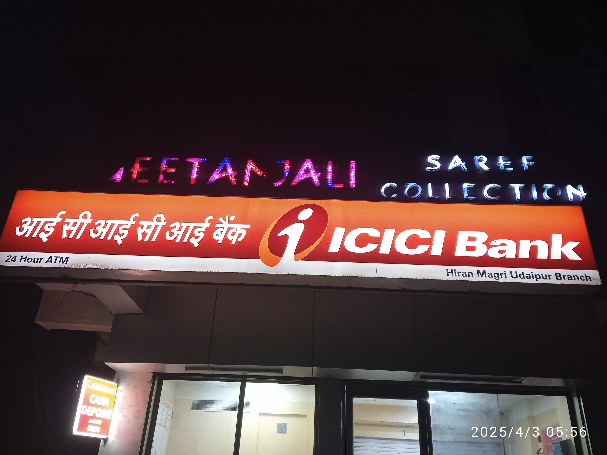 GEETANJALI
SAREE
COLLECTION
आई सी आई सी आई बैंक
ICICI Bank
24 Hour ATM
Hiran Magri Udaipur Branch
CASH
DEPOSIT
2025/4/3 05:56